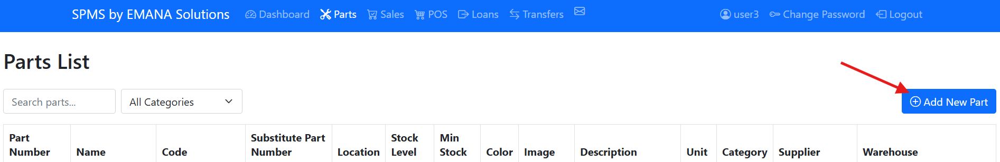 SPMS by EMANA Solutions Dashboard Parts Sales POS Loans Transfers user3 Change Password Logout
Parts List
Search parts... All Categories Add New Part
Part Number Name Code Substitute Part Number Location Stock Level Min Stock Color Image Description Unit Category Supplier Warehouse